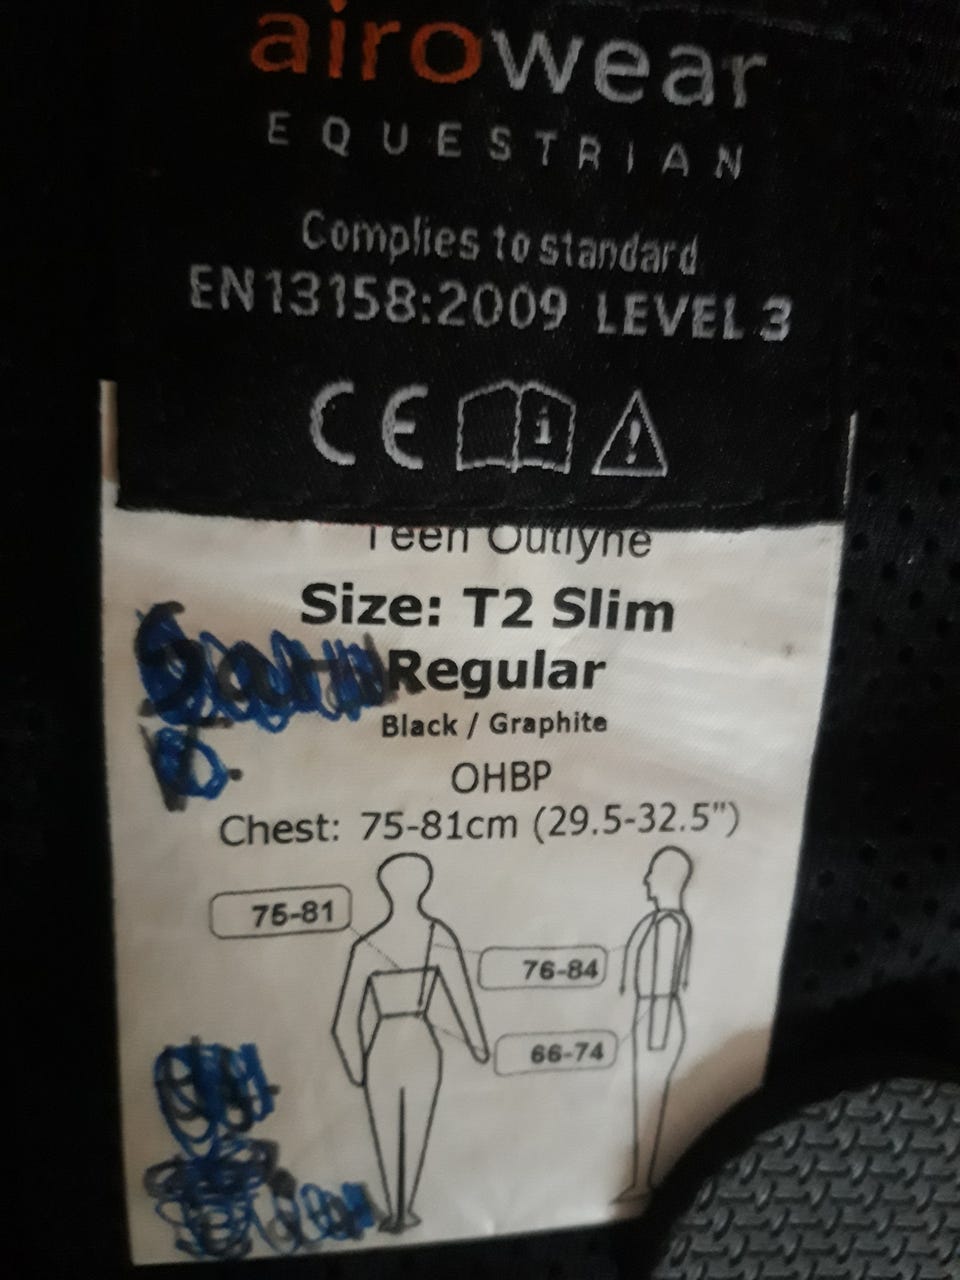 airowear
EQUESTRIAN
Complies to standard
EN13158:2009 LEVEL 3
CE i !
Teen Outlyne
Size: T2 Slim
Regular
Black / Graphite
OHBP
Chest: 75-81cm (29.5-32.5")
75-81
76-84
66-74